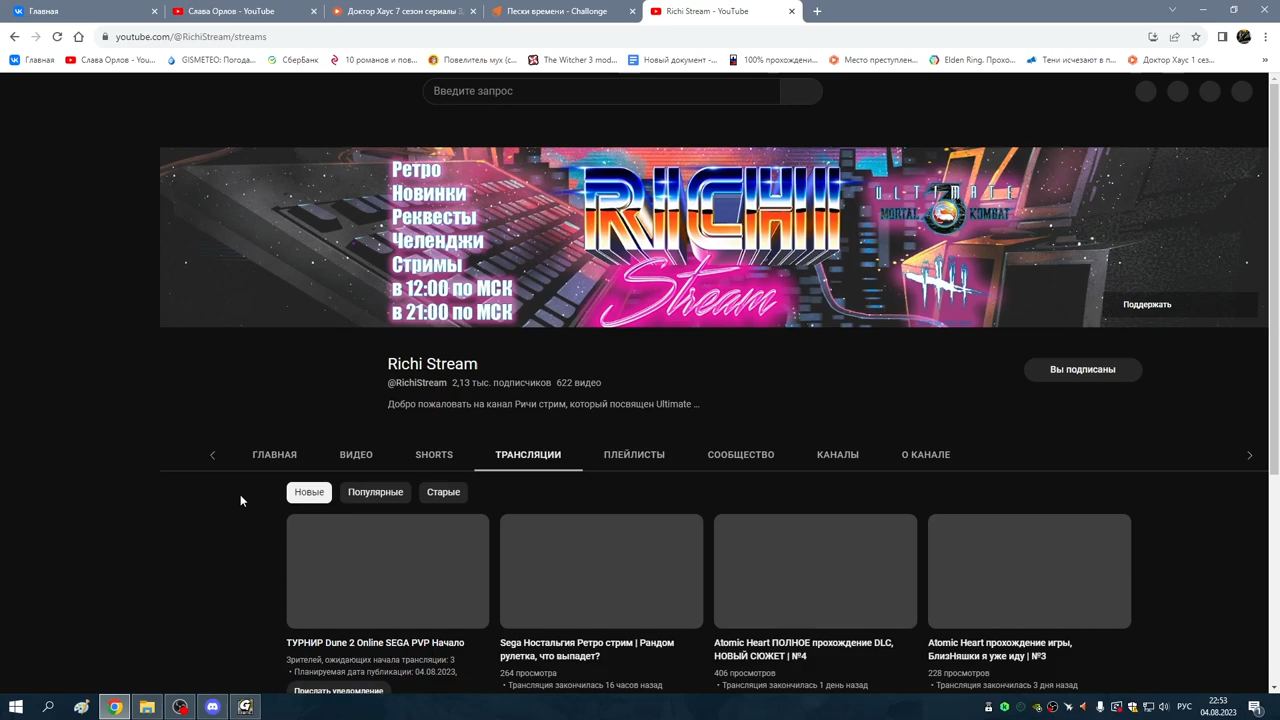 Главная
Слава Орлов - YouTube
Доктор Хаус 7 сезон сериалы
Пески времени - Challonge
Richi Stream - YouTube
youtube.com/@RichiStream/streams
Главная
Слава Орлов - You...
GISMETEO: Погода...
СберБанк
10 романов и пов...
Повелитель мух (с...
The Witcher 3 mod...
Новый документ -...
100% прохождени...
Место преступлен...
Elden Ring. Прохо...
Тени исчезают в п...
Доктор Хаус 1 сез...
»
Введите запрос
Ретро
Новинки
Реквесты
Челенджи
Стримы
в 12:00 по МСК
в 21:00 по МСК
RICHI
Stream
ULTIMATE
MORTAL KOMBAT
Поддержать
Richi Stream
@RichiStream 2,13 тыс. подписчиков 622 видео
Добро пожаловать на канал Ричи стрим, который посвящен Ultimate ...
Вы подписаны
ГЛАВНАЯ
ВИДЕО
SHORTS
ТРАНСЛЯЦИИ
ПЛЕЙЛИСТЫ
СООБЩЕСТВО
КАНАЛЫ
О КАНАЛЕ
Новые
Популярные
Старые
ТУРНИР Dune 2 Online SEGA PVP Начало
Зрителей, ожидающих начала трансляции: 3
• Планируемая дата публикации: 04.08.2023,
Прислать уведомление
Sega Ностальгия Ретро стрим | Рандом
рулетка, что выпадет?
264 просмотра
• Трансляция закончилась 16 часов назад
Atomic Heart ПОЛНОЕ прохождение DLC,
НОВЫЙ СЮЖЕТ | №4
406 просмотров
• Трансляция закончилась 1 день назад
Atomic Heart прохождение игры,
БлизНяшки я уже иду | №3
228 просмотров
• Трансляция закончилась 3 дня назад
РУС
22:53
04.08.2023